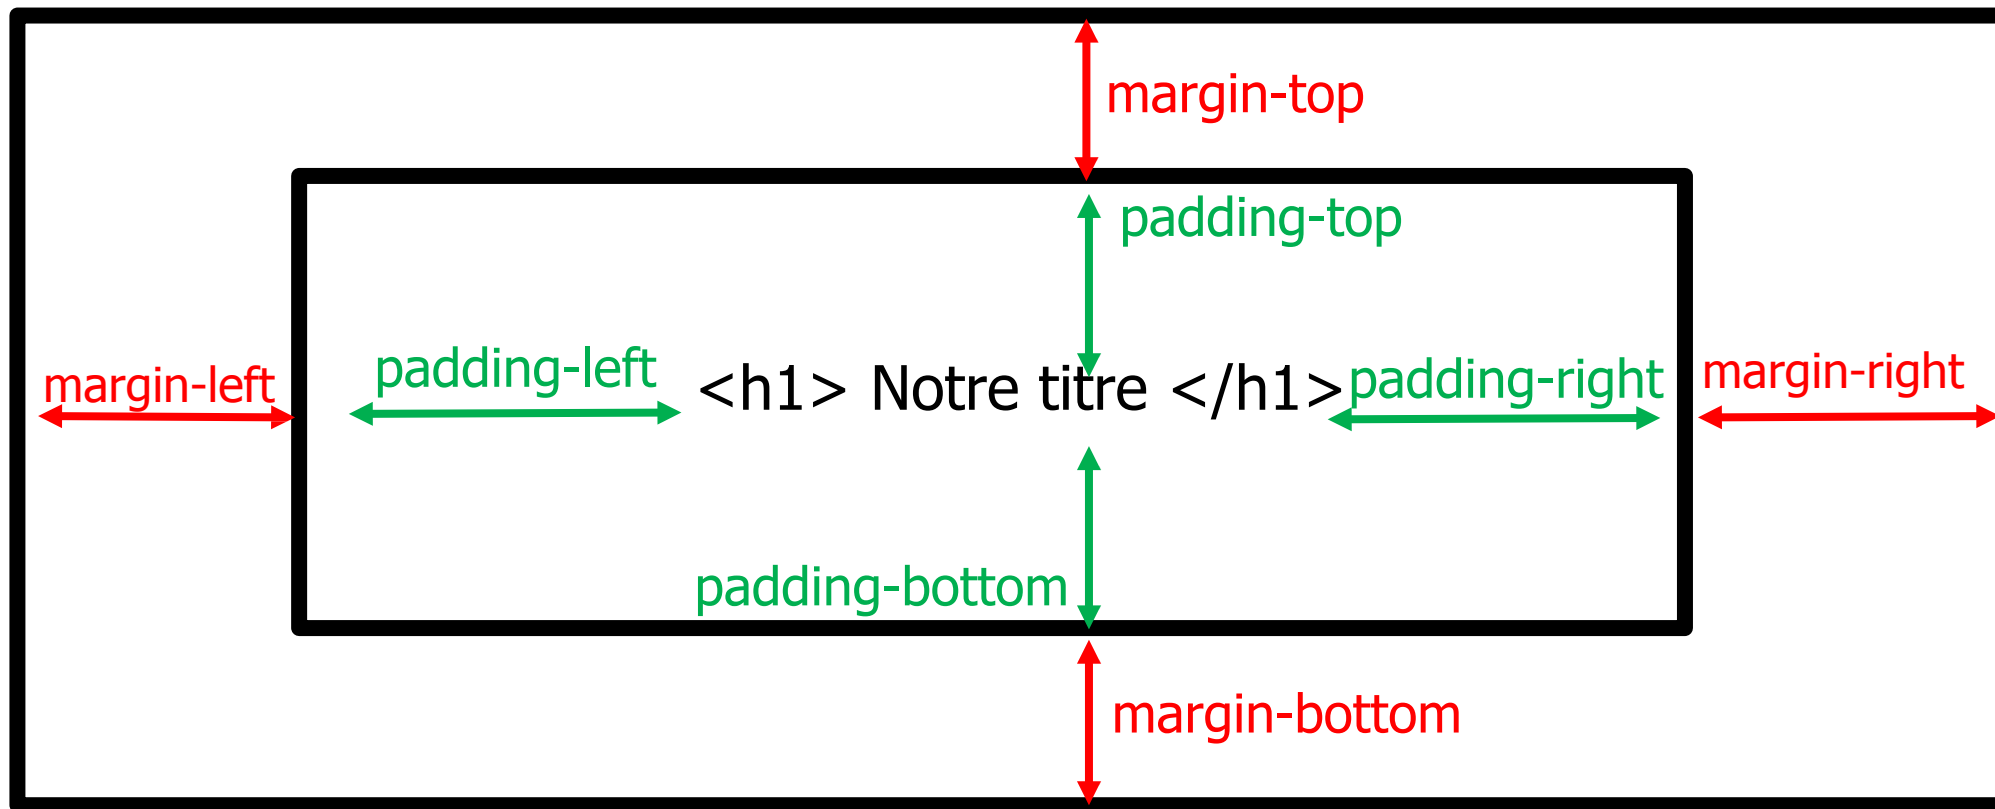 margin-top
padding-top
margin-left
padding-left
<h1> Notre titre </h1>
padding-right
margin-right
padding-bottom
margin-bottom